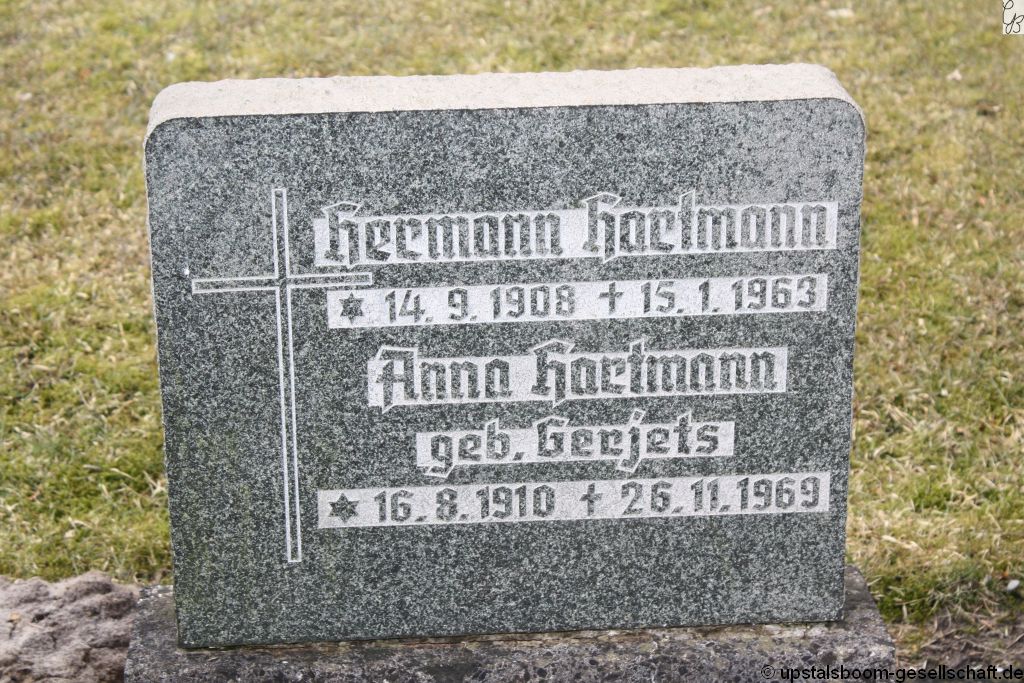 Hermann Hartmann
✶ 14. 9. 1908 ✝ 15. 1. 1963
Anna Hartmann
geb. Gerjets
✶ 16. 8. 1910 ✝ 26. 11. 1969
© upstalsboom-gesellschaft.de